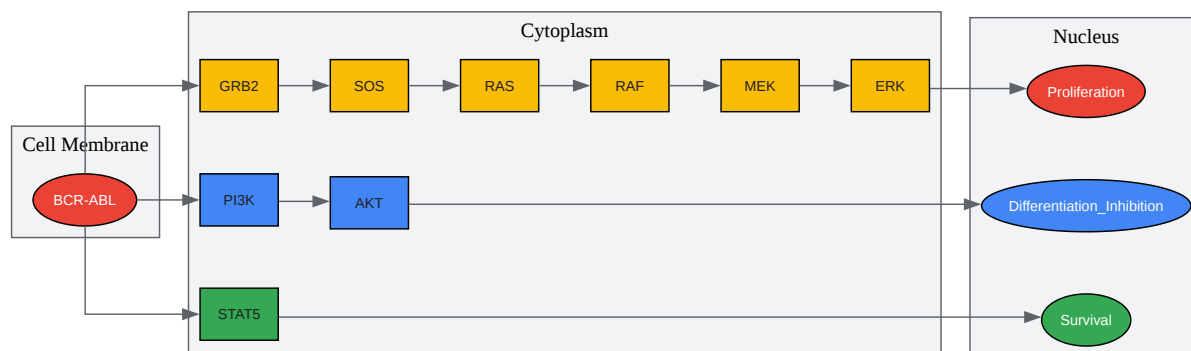 Cytoplasm
Nucleus
Cell Membrane
GRB2
SOS
RAS
RAF
MEK
ERK
Proliferation
BCR-ABL
PI3K
AKT
Differentiation_Inhibition
STAT5
Survival